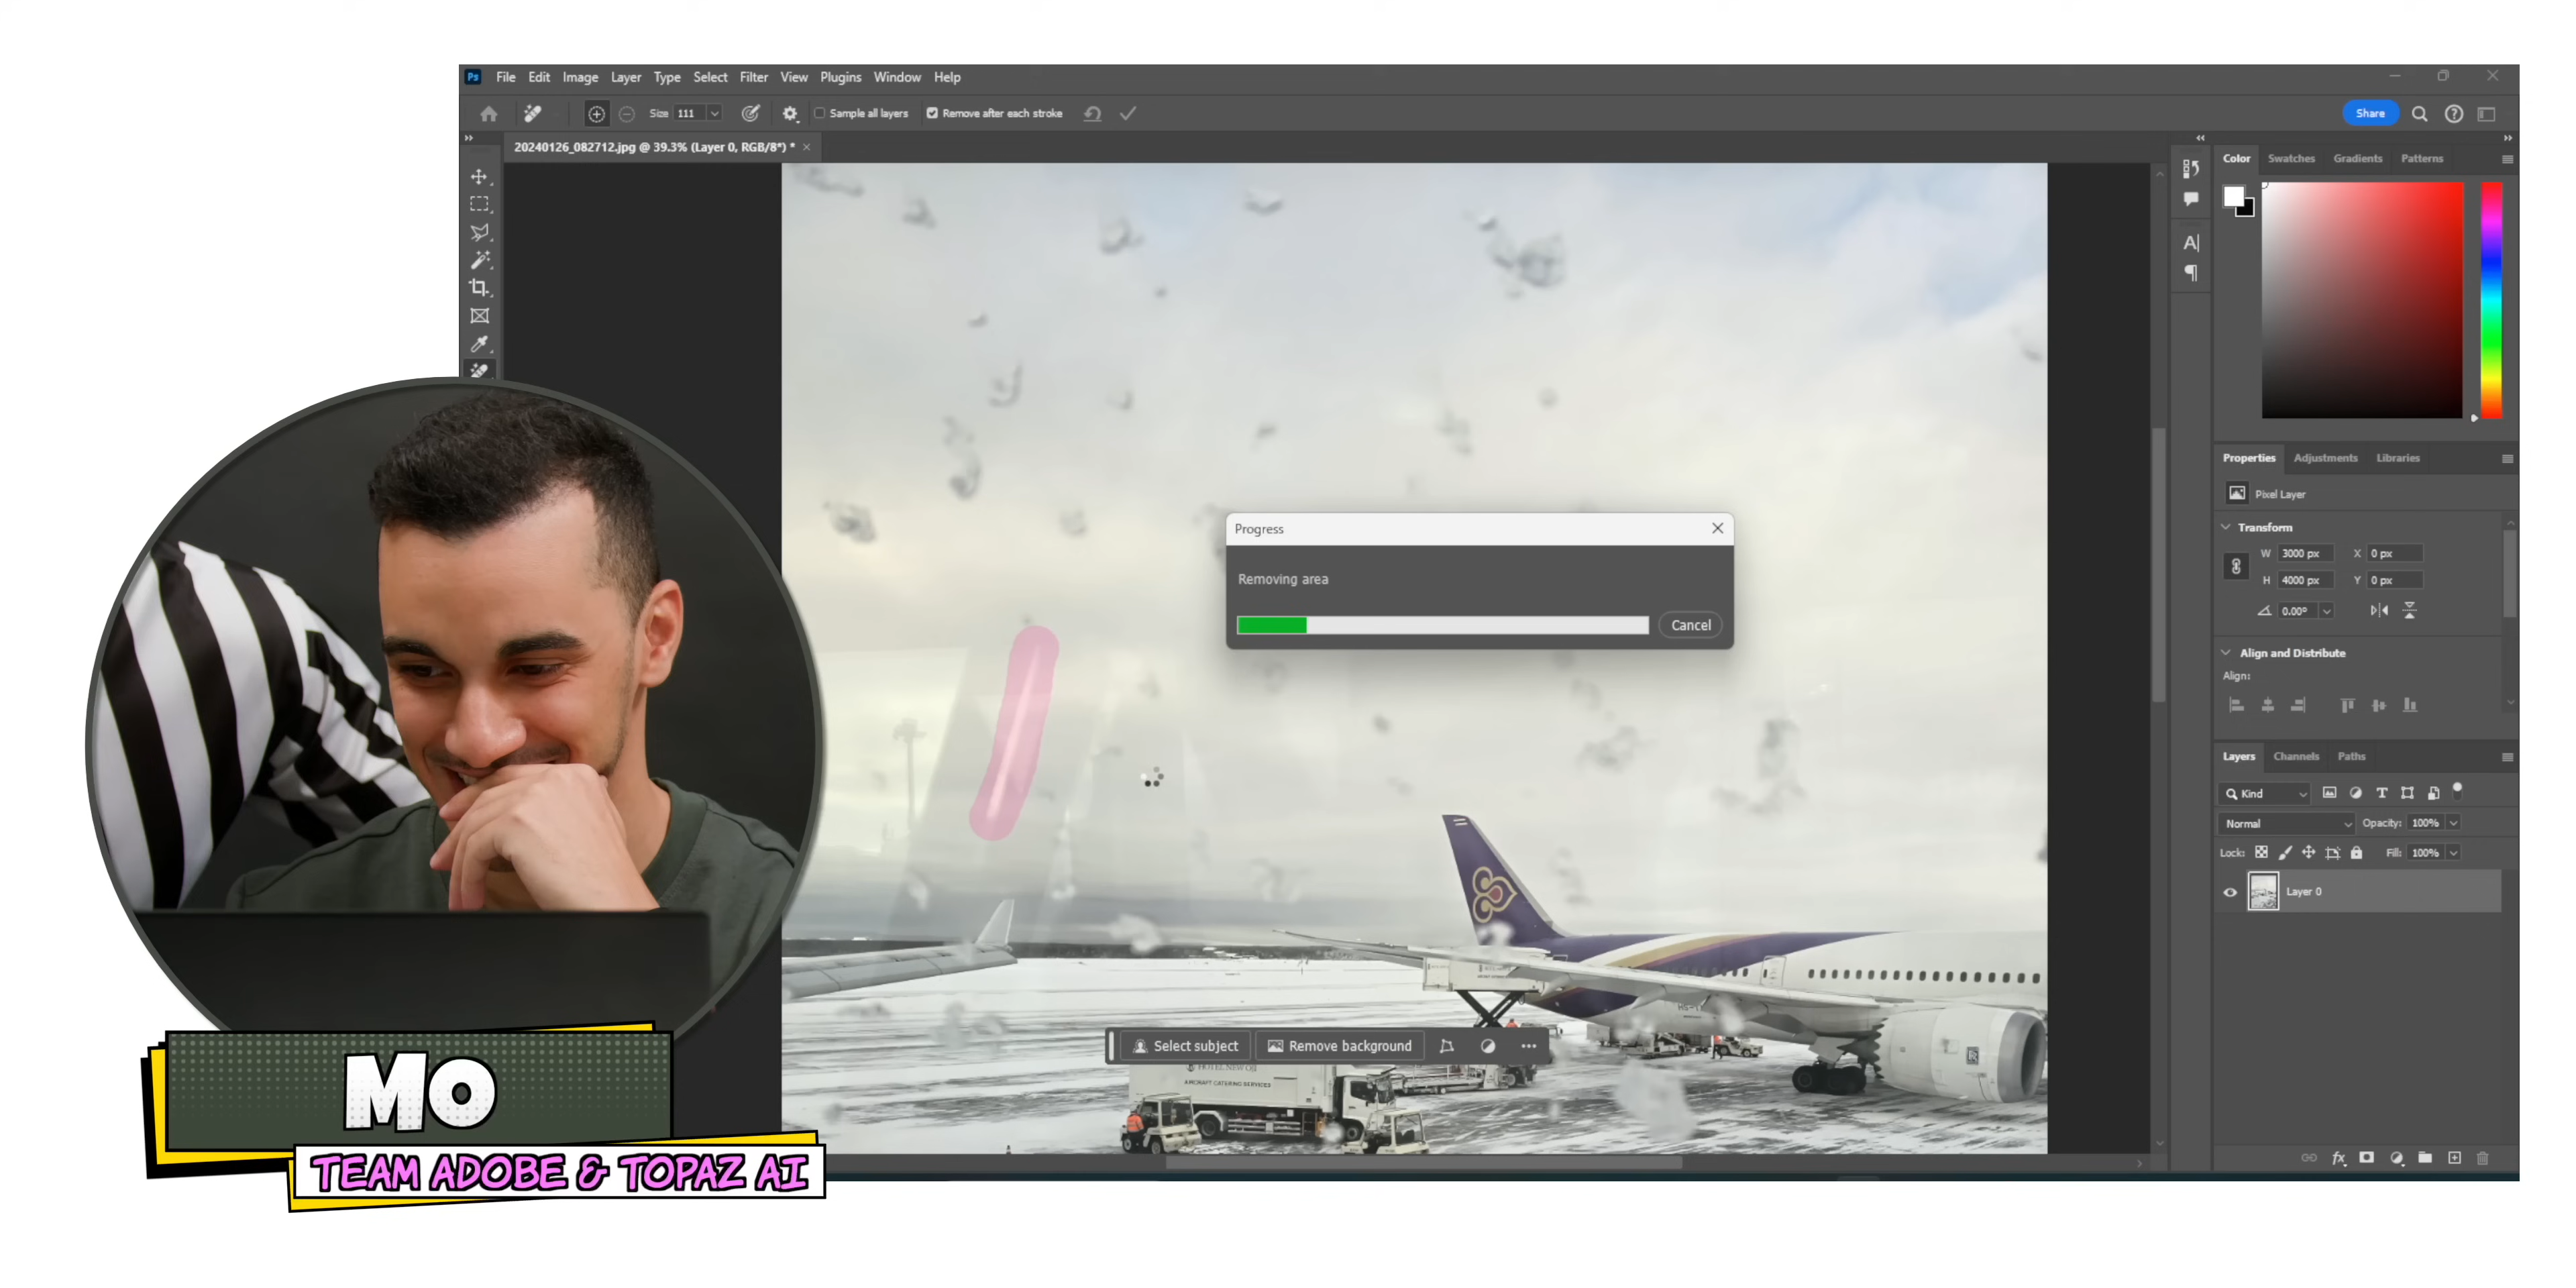 Ps File Edit Image Layer Type Select Filter View Plugins Window Help
Size 111 Sample all layers Remove after each stroke Share
20240126_082712.jpg @ 39.3% (Layer 0, RGB/8*) *
Color Swatches Gradients Patterns
Properties Adjustments Libraries
Pixel Layer
Transform
W 3000 px X 0 px
H 4000 px Y 0 px
0.00°
Align and Distribute
Align:
Layers Channels Paths
Kind
Normal Opacity: 100%
Lock: Fill: 100%
Layer 0
Progress
Removing area
Cancel
Select subject Remove background
AIRCRAFT CATERING SERVICES
MO
TEAM ADOBE & TOPAZ AI